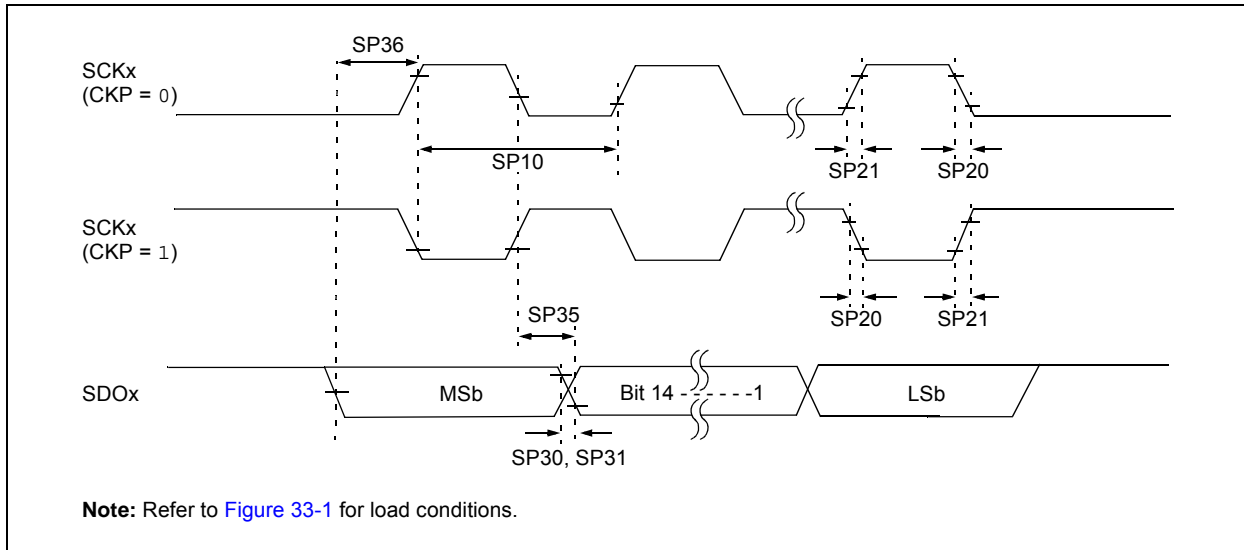 SP36
SCKx
(CKP = 0)
SP10
SP21
SP20
SCKx
(CKP = 1)
SP35
SP20
SP21
SDOx
MSb
Bit 14 - - - - - -1
LSb
SP30, SP31
Note: Refer to Figure 33-1 for load conditions.